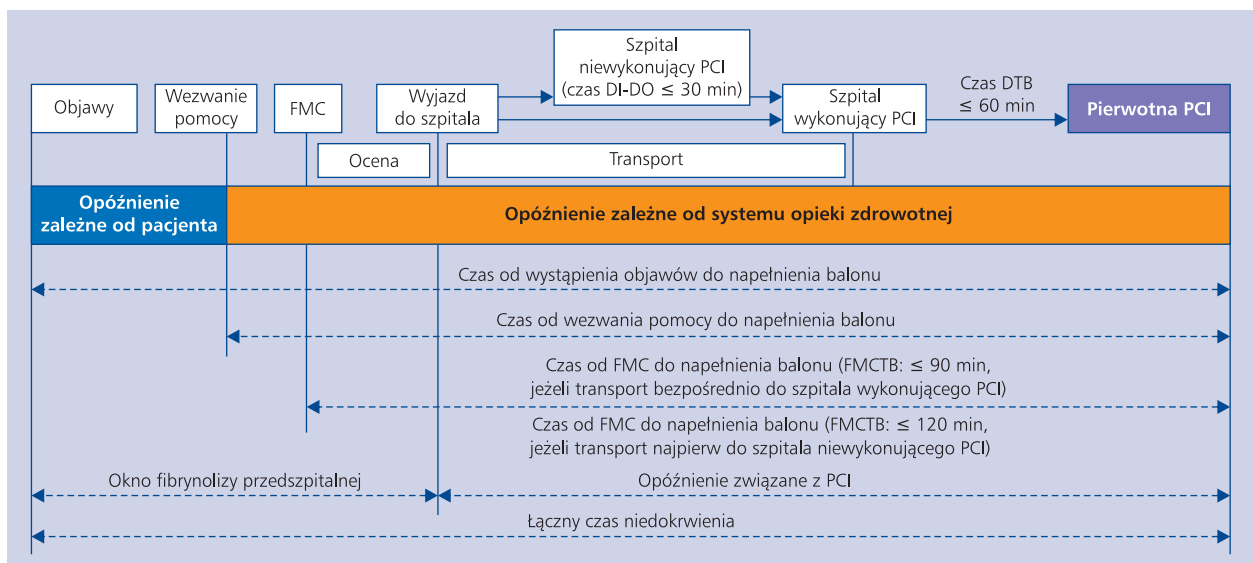 Szpital
niewykonujący PCI
(czas DI-DO ≤ 30 min)
Objawy
Wezwanie
pomocy
FMC
Wyjazd
do szpitala
Szpital
wykonujący PCI
Czas DTB
≤ 60 min
Pierwotna PCI
Ocena
Transport
Opóźnienie
zależne od pacjenta
Opóźnienie zależne od systemu opieki zdrowotnej
Czas od wystąpienia objawów do napełnienia balonu
Czas od wezwania pomocy do napełnienia balonu
Czas od FMC do napełnienia balonu (FMCTB: ≤ 90 min,
jeżeli transport bezpośrednio do szpitala wykonującego PCI)
Czas od FMC do napełnienia balonu (FMCTB: ≤ 120 min,
jeżeli transport najpierw do szpitala niewykonującego PCI)
Okno fibrynolizy przedszpitalnej
Opóźnienie związane z PCI
Łączny czas niedokrwienia